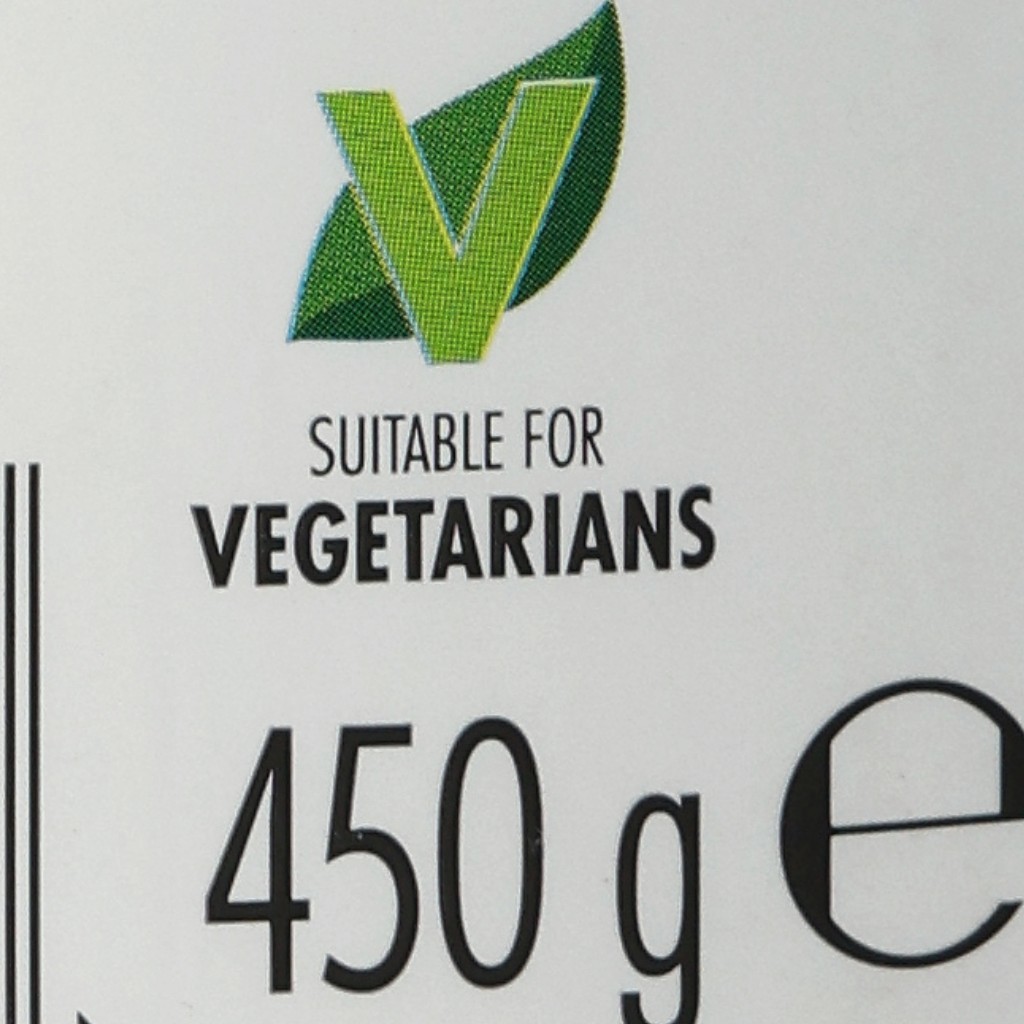 V
SUITABLE FOR
VEGETARIANS
450 g ℮